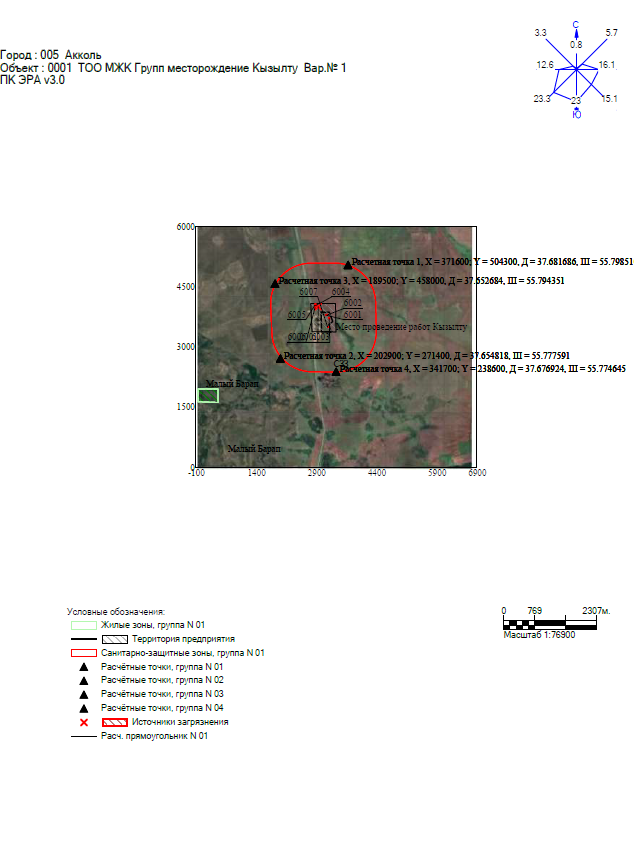 С
3.3
5.7
0.8
12.6
16.1
23.3
23
15.1
Ю
Город : 005 Акколь
Объект : 0001 ТОО МЖК Групп месторождение Кызылту Вар.№ 1
ПК ЭРА v3.0
6000
4500
3000
1500
0
-100
1400
2900
4400
5900
6900
Расчетная точка 1, X = 371600; Y = 504300, Д = 37.681686, Ш = 55.79851
Расчетная точка 3, X = 189500; Y = 458000, Д = 37.652684, Ш = 55.794351
6007
6004
6002
6005
6001
Место проведение работ Кызылту
6003
Расчетная точка 2, X = 202900; Y = 271400, Д = 37.654818, Ш = 55.777591
СЗЗ
Расчетная точка 4, X = 341700; Y = 238600, Д = 37.676924, Ш = 55.774645
Малый Барап
Малый Барап
Условные обозначения:
Жилые зоны, группа N 01
Территория предприятия
Санитарно-защитные зоны, группа N 01
Расчётные точки, группа N 01
Расчётные точки, группа N 02
Расчётные точки, группа N 03
Расчётные точки, группа N 04
Источники загрязнения
Расч. прямоугольник N 01
0 769 2307м.
Масштаб 1:76900